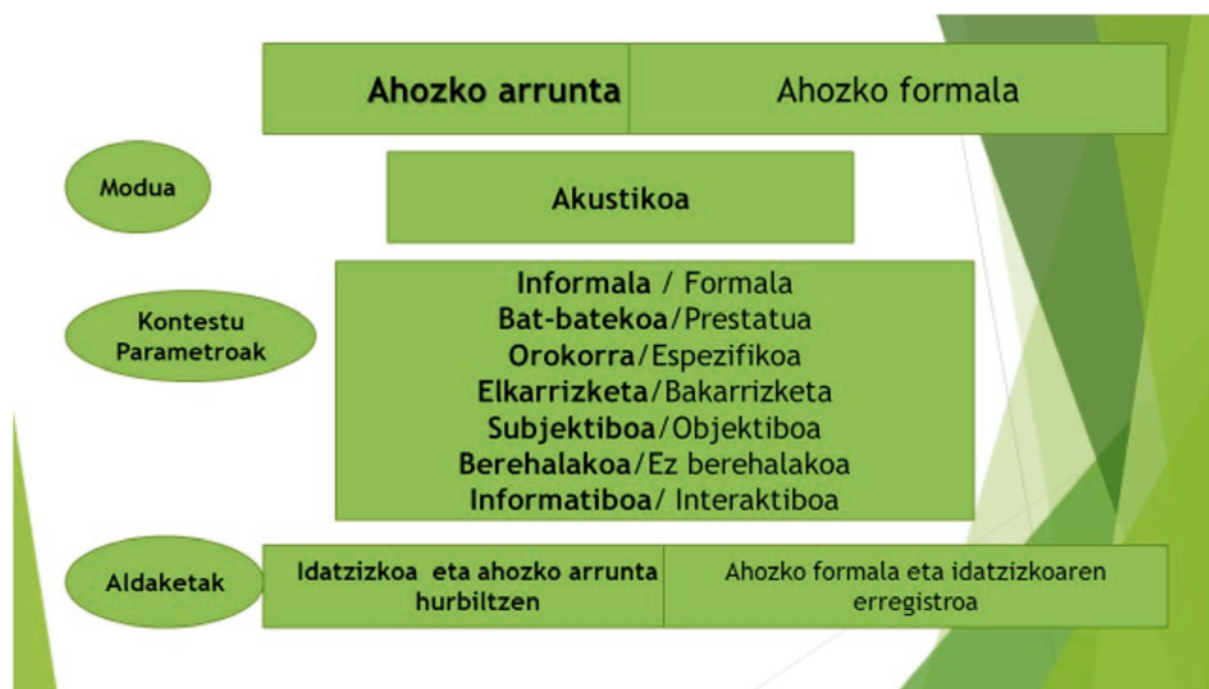 Ahozko arrunta
Ahozko formala
Modua
Akustikoa
Kontestu
Parametroak
Informala / Formala
Bat-batekoa/Prestatua
Orokorra/Espezifikoa
Elkarrizketa/Bakarrizketa
Subjektiboa/Objektiboa
Berehalakoa/Ez berehalakoa
Informatiboa/ Interaktiboa
Aldaketak
Idatzizkoa eta ahozko arrunta
hurbiltzen
Ahozko formala eta idatzizkoaren
erregistroa